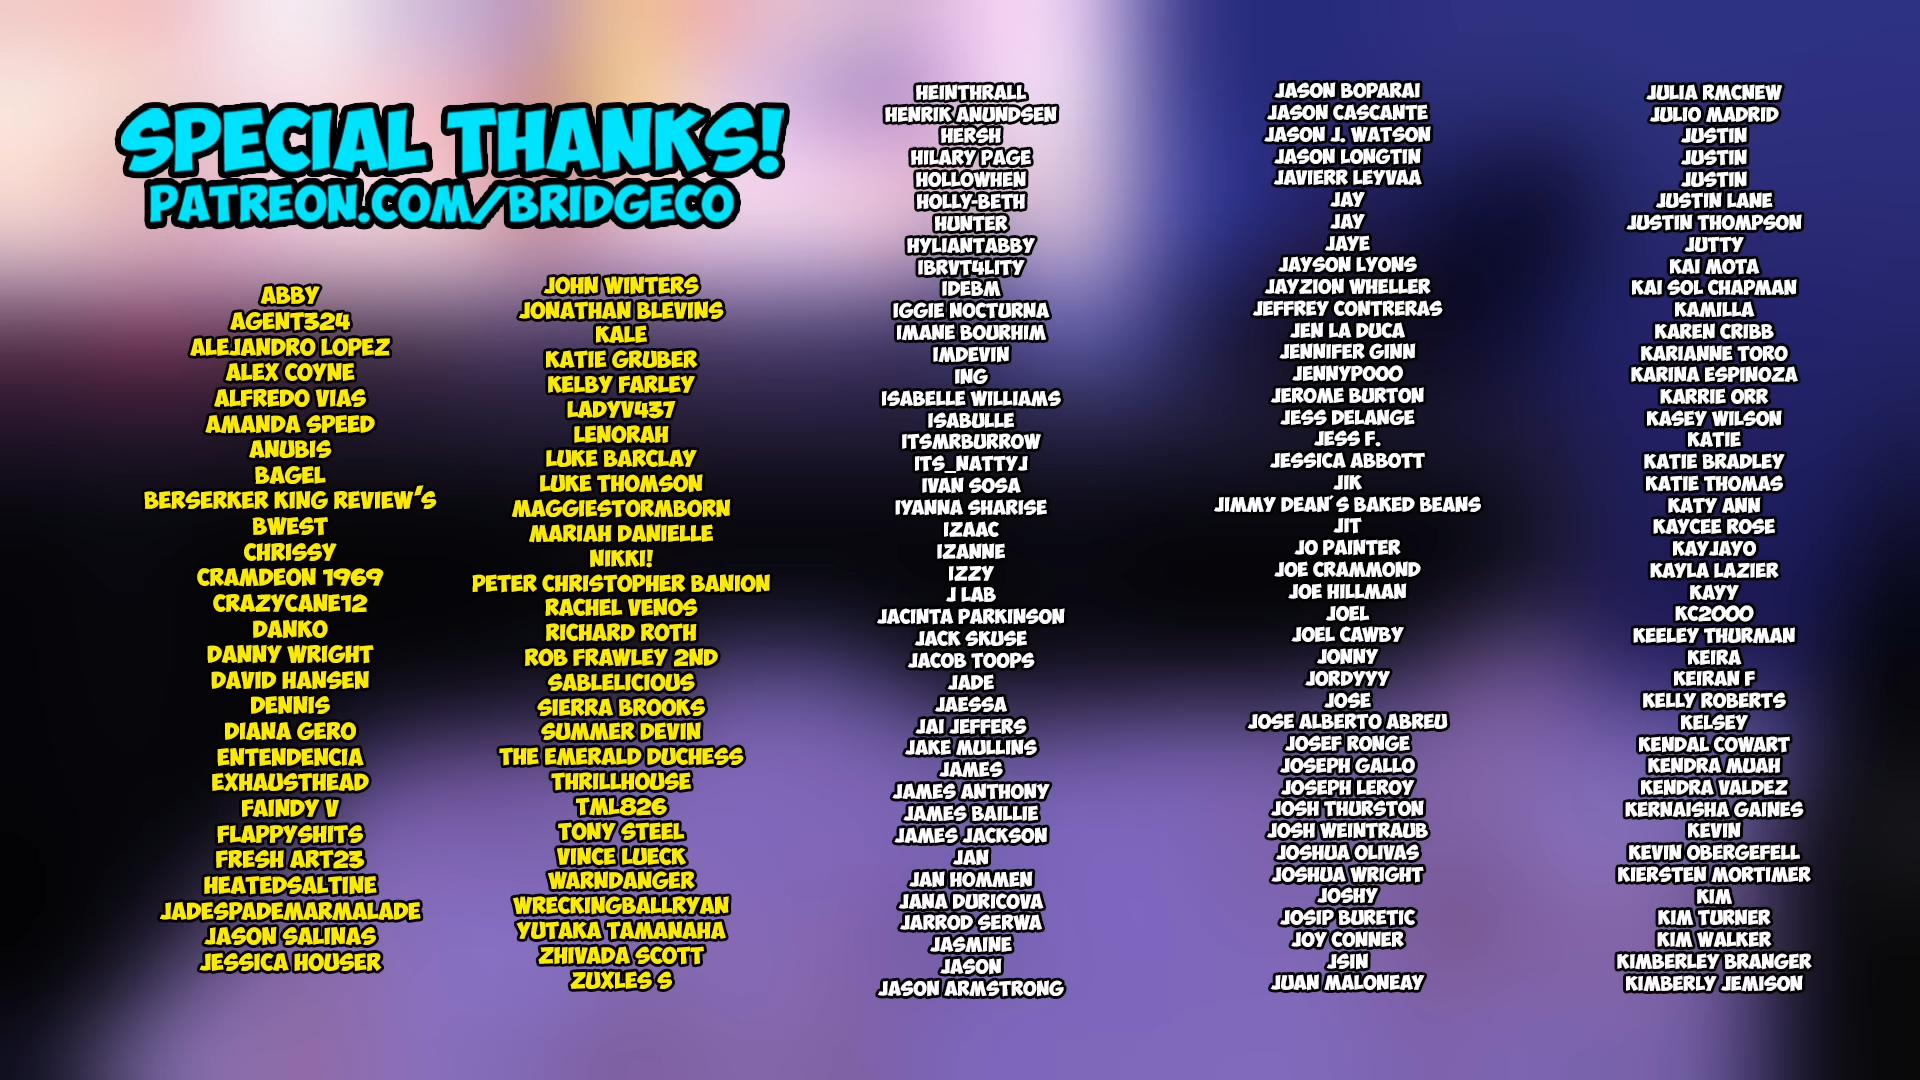 SPECIAL THANKS!
PATREON.COM/BRIDGECO
ABBY
AGENT324
ALEJANDRO LOPEZ
ALEX COYNE
ALFREDO VIAS
AMANDA SPEED
ANUBIS
BAGEL
BERSERKER KING REVIEW'S
BWEST
CHRISSY
CRAMDEON 1969
CRAZYCANE12
DANKO
DANNY WRIGHT
DAVID HANSEN
DENNIS
DIANA GERO
ENTENDENCIA
EXHAUSTHEAD
FAINDY V
FLAPPYSHITS
FRESH ART23
HEATEDSALTINE
JADESPADEMARMALADE
JASON SALINAS
JESSICA HOUSER
JOHN WINTERS
JONATHAN BLEVINS
KALE
KATIE GRUBER
KELBY FARLEY
LADYV437
LENORAH
LUKE BARCLAY
LUKE THOMSON
MAGGIESTORMBORN
MARIAH DANIELLE
NIKKI!
PETER CHRISTOPHER BANION
RACHEL VENOS
RICHARD ROTH
ROB FRAWLEY 2ND
SABLELICIOUS
SIERRA BROOKS
SUMMER DEVIN
THE EMERALD DUCHESS
THRILLHOUSE
TML826
TONY STEEL
VINCE LUECK
WARNDANGER
WRECKINGBALLRYAN
YUTAKA TAMANAHA
ZHIVADA SCOTT
ZUXLES S
HEINTHRALL
HENRIK ANUNDSEN
HERSH
HILARY PAGE
HOLLOWHEN
HOLLY-BETH
HUNTER
HYLIANTABBY
IBRVT4LITY
IDEBM
IGGIE NOCTURNA
IMANE BOURHIM
IMDEVIN
ING
ISABELLE WILLIAMS
ISABULLE
ITSMRBURROW
ITS_NATTYJ
IVAN SOSA
IYANNA SHARISE
IZAAC
IZANNE
IZZY
J LAB
JACINTA PARKINSON
JACK SKUSE
JACOB TOOPS
JADE
JAESSA
JAI JEFFERS
JAKE MULLINS
JAMES
JAMES ANTHONY
JAMES BAILLIE
JAMES JACKSON
JAN
JAN HOMMEN
JANA DURICOVA
JARROD SERWA
JASMINE
JASON
JASON ARMSTRONG
JASON BOPARAI
JASON CASCANTE
JASON J. WATSON
JASON LONGTIN
JAVIERR LEYVAA
JAY
JAY
JAYE
JAYSON LYONS
JAYZION WHELLER
JEFFREY CONTRERAS
JEN LA DUCA
JENNIFER GINN
JENNYPOOO
JEROME BURTON
JESS DELANGE
JESS F.
JESSICA ABBOTT
JIK
JIMMY DEAN'S BAKED BEANS
JIT
JO PAINTER
JOE CRAMMOND
JOE HILLMAN
JOEL
JOEL CAWBY
JONNY
JORDYYY
JOSE
JOSE ALBERTO ABREU
JOSEF RONGE
JOSEPH GALLO
JOSEPH LEROY
JOSH THURSTON
JOSH WEINTRAUB
JOSHUA OLIVAS
JOSHUA WRIGHT
JOSHY
JOSIP BURETIC
JOY CONNER
JSIN
JUAN MALONEAY
JULIA RMCNEW
JULIO MADRID
JUSTIN
JUSTIN
JUSTIN
JUSTIN LANE
JUSTIN THOMPSON
JUTTY
KAI MOTA
KAI SOL CHAPMAN
KAMILLA
KAREN CRIBB
KARIANNE TORO
KARINA ESPINOZA
KARRIE ORR
KASEY WILSON
KATIE
KATIE BRADLEY
KATIE THOMAS
KATY ANN
KAYCEE ROSE
KAYJAYO
KAYLA LAZIER
KAYY
KC2000
KEELEY THURMAN
KEIRA
KEIRAN F
KELLY ROBERTS
KELSEY
KENDAL COWART
KENDRA MUAH
KENDRA VALDEZ
KERNAISHA GAINES
KEVIN
KEVIN OBERGEFELL
KIERSTEN MORTIMER
KIM
KIM TURNER
KIM WALKER
KIMBERLEY BRANGER
KIMBERLY JEMISON